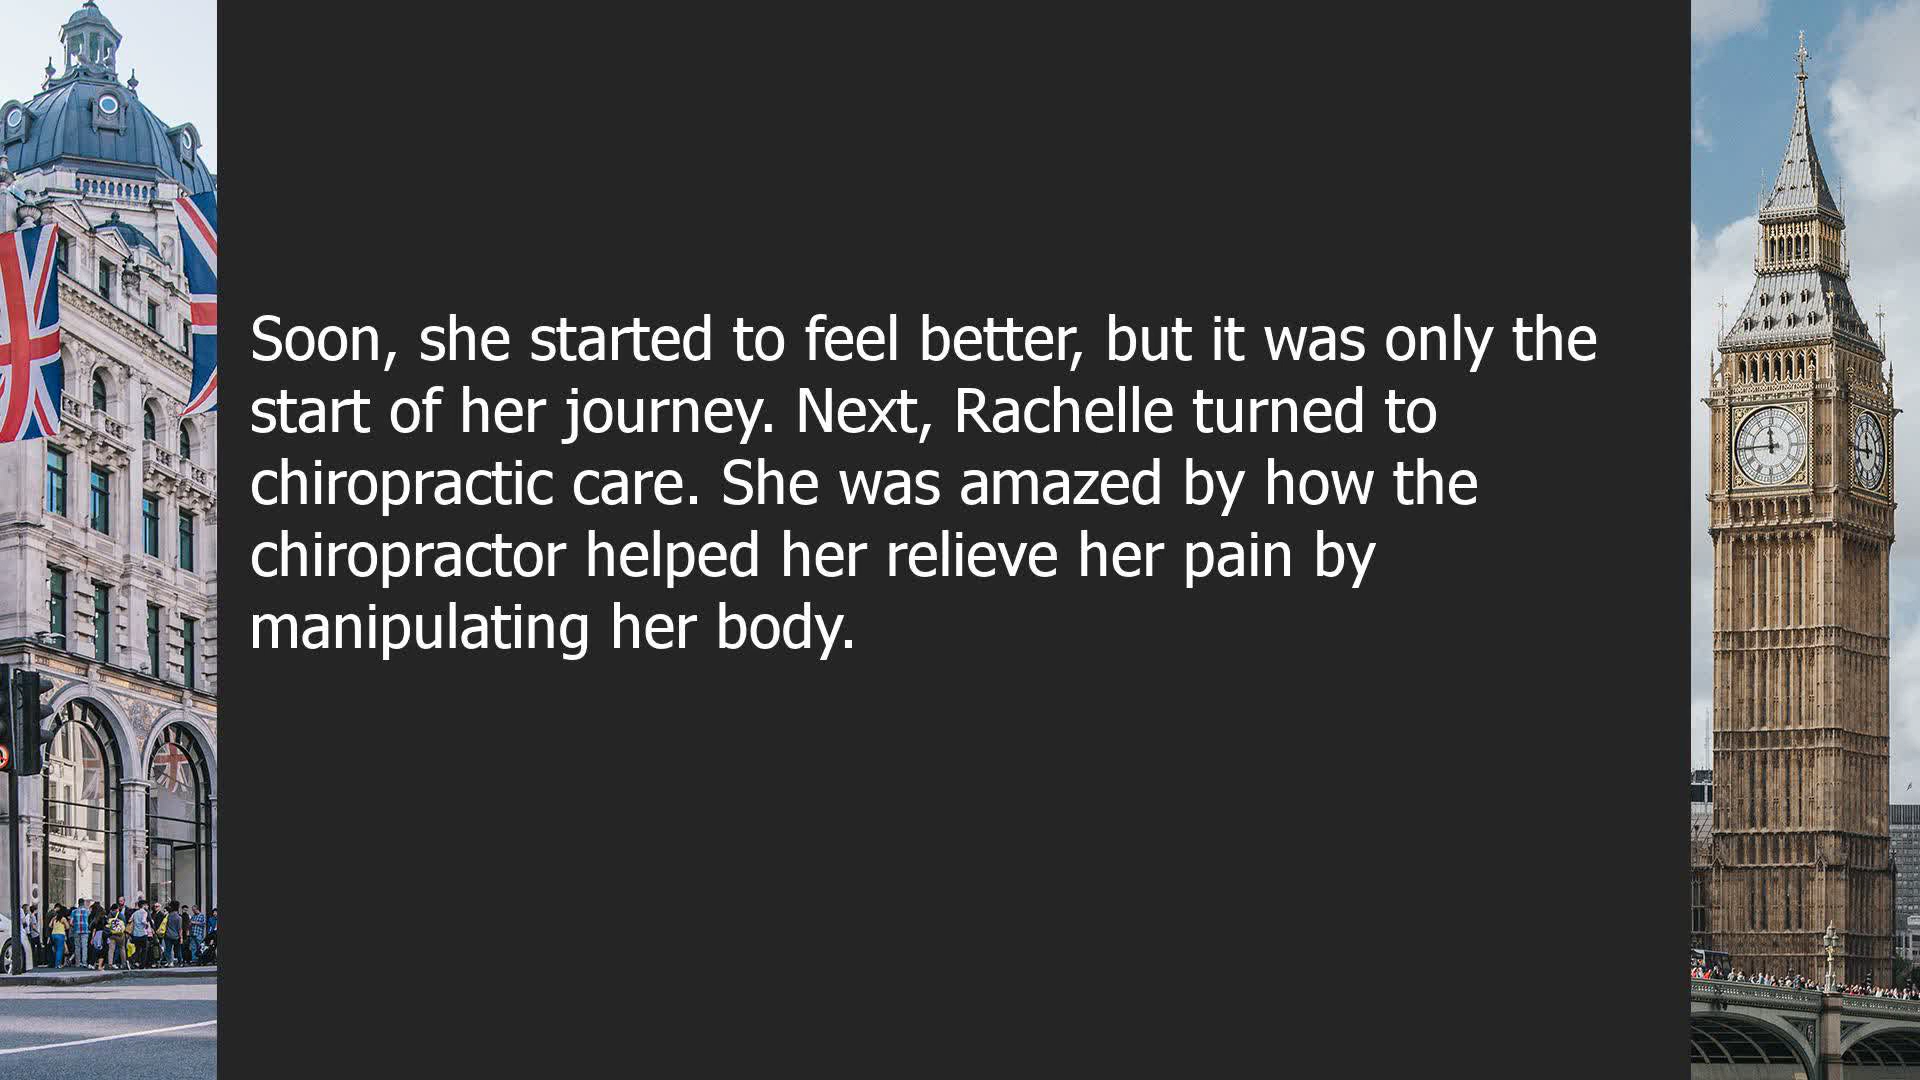 Soon, she started to feel better, but it was only the
start of her journey. Next, Rachelle turned to
chiropractic care. She was amazed by how the
chiropractor helped her relieve her pain by
manipulating her body.